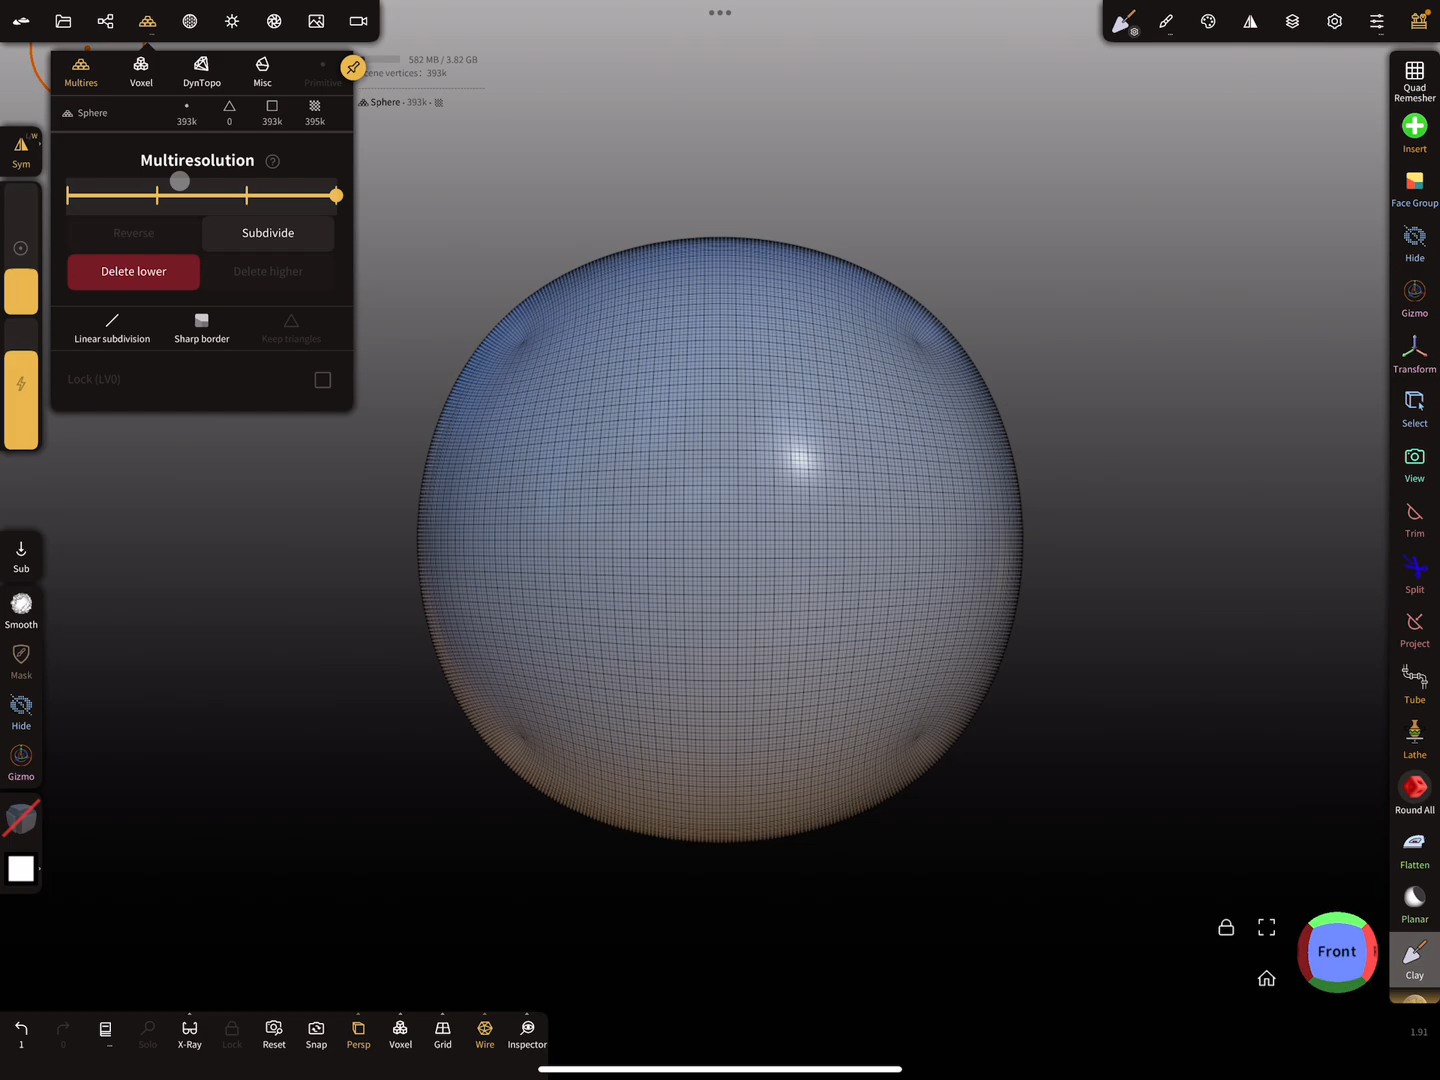 Multires
Voxel
DynTopo
Misc
Primitive
582 MB / 3.82 GB
cene vertices: 393k
Sphere • 393k •
Sphere
393k
0
393k
395k
Sym
Multiresolution ?
Reverse
Subdivide
Delete lower
Delete higher
Linear subdivision
Sharp border
Keep triangles
Lock (LV0)
Sub
Smooth
Mask
Hide
Gizmo
Quad
Remesher
Insert
Face Group
Hide
Gizmo
Transform
Select
View
Trim
Split
Project
Tube
Lathe
Round All
Flatten
Planar
Clay
Front
1
0
...
Solo
X-Ray
Lock
Reset
Snap
Persp
Voxel
Grid
Wire
Inspector
1.91